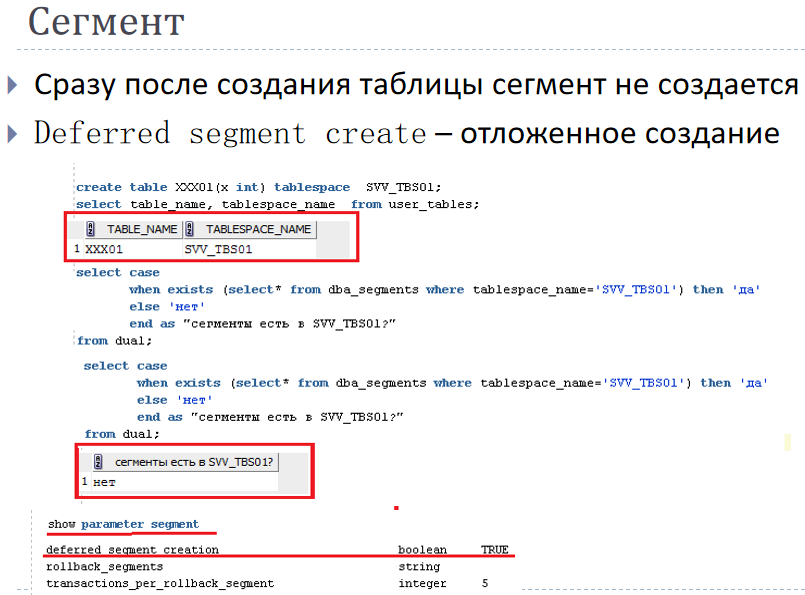 Сегмент
Сразу после создания таблицы сегмент не создается
Deferred segment create – отложенное создание
create table XXX01(x int) tablespace SVV_TBS01;
select table_name, tablespace_name from user_tables;
TABLE_NAME TABLESPACE_NAME
1 XXX01 SVV_TBS01
select case
when exists (select* from dba_segments where tablespace_name='SVV_TBS01') then 'да'
else 'нет'
end as "сегменты есть в SVV_TBS01?"
from dual;
select case
when exists (select* from dba_segments where tablespace_name='SVV_TBS01') then 'да'
else 'нет'
end as "сегменты есть в SVV_TBS01?"
from dual;
сегменты есть в SVV_TBS01?
1 нет
show parameter segment
deferred_segment_creation boolean TRUE
rollback_segments string
transactions_per_rollback_segment integer 5